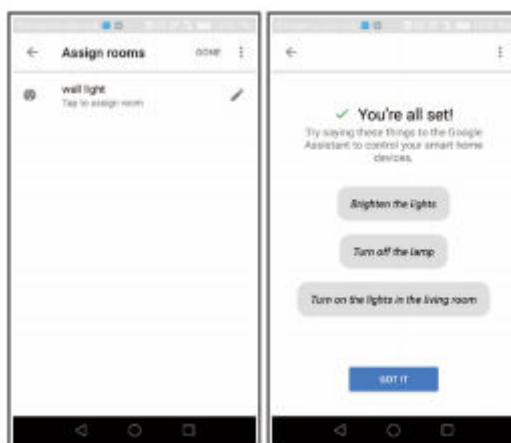 Assign rooms
DONE
wall light
Tap to assign room
You're all set!
Try saying these things to the Google
Assistant to control your smart home
devices.
Brighten the lights
Turn off the lamp
Turn on the lights in the living room
GOT IT